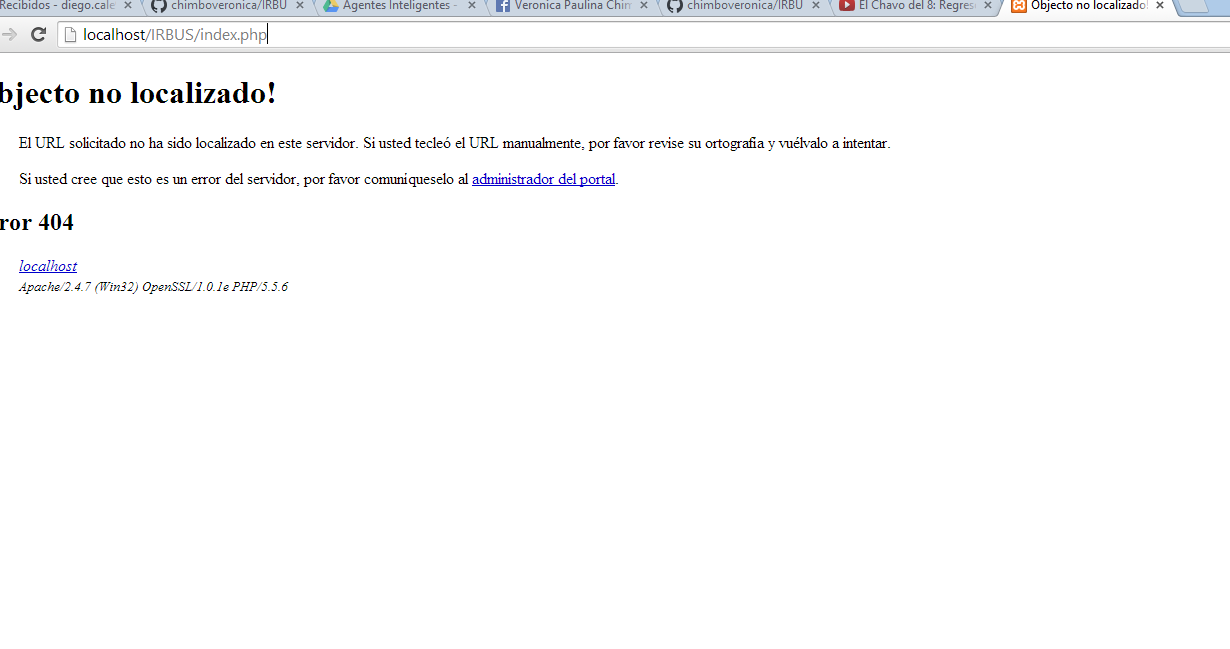 Recibidos - diego.cale
chimboveronica/IRBU
Agentes Inteligentes -
Veronica Paulina Chim
chimboveronica/IRBU
El Chavo del 8: Regres
Objecto no localizado!
localhost/IRBUS/index.php
bjecto no localizado!
El URL solicitado no ha sido localizado en este servidor. Si usted tecleó el URL manualmente, por favor revise su ortografía y vuélvalo a intentar.
Si usted cree que esto es un error del servidor, por favor comuniqueselo al administrador del portal.
ror 404
localhost
Apache/2.4.7 (Win32) OpenSSL/1.0.1e PHP/5.5.6